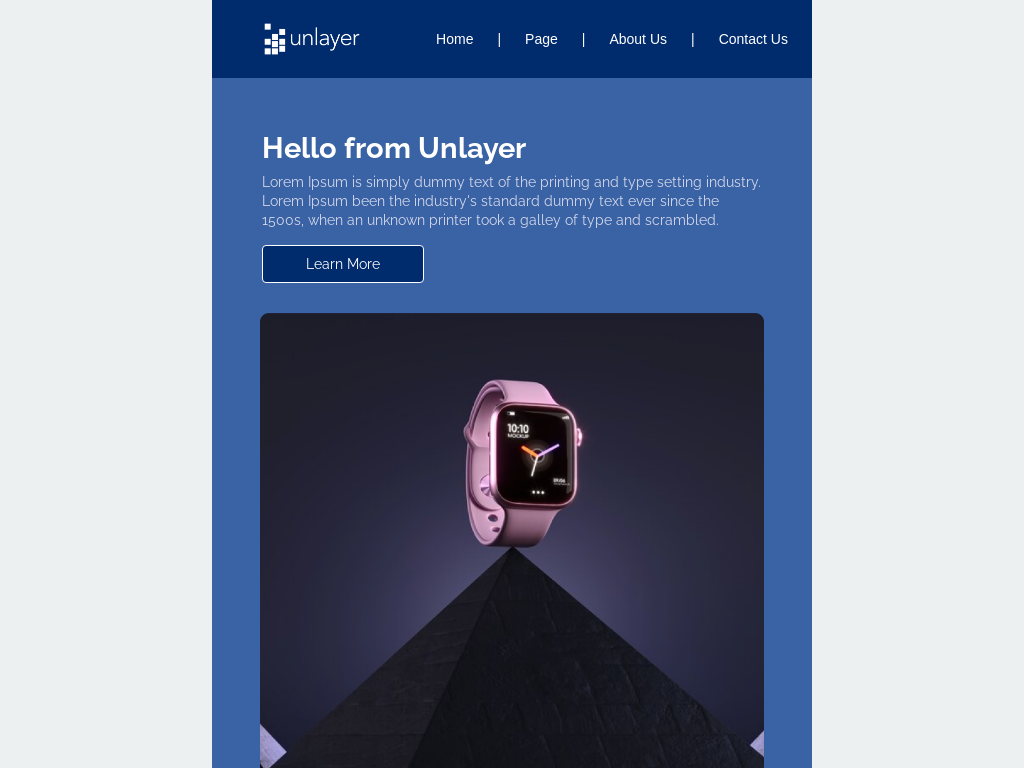 unlayer
Home | Page | About Us | Contact Us
Hello from Unlayer
Lorem Ipsum is simply dummy text of the printing and type setting industry.
Lorem Ipsum been the industry's standard dummy text ever since the
1500s, when an unknown printer took a galley of type and scrambled.
Learn More
10:10
MOCKUP